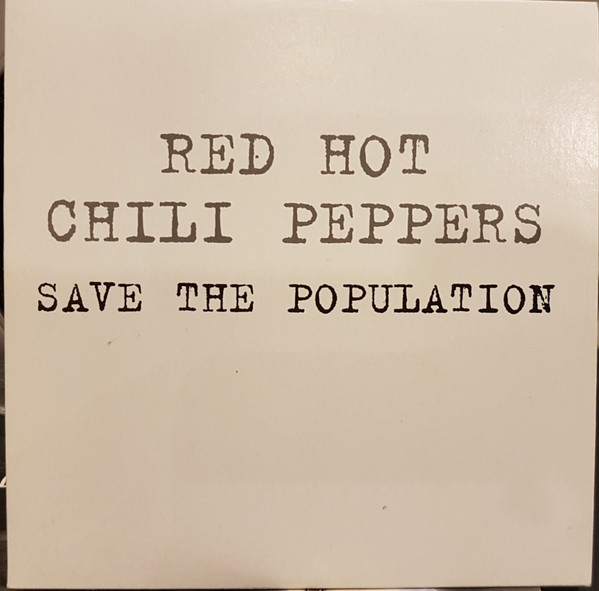 RED HOT
CHILI PEPPERS
SAVE THE POPULATION